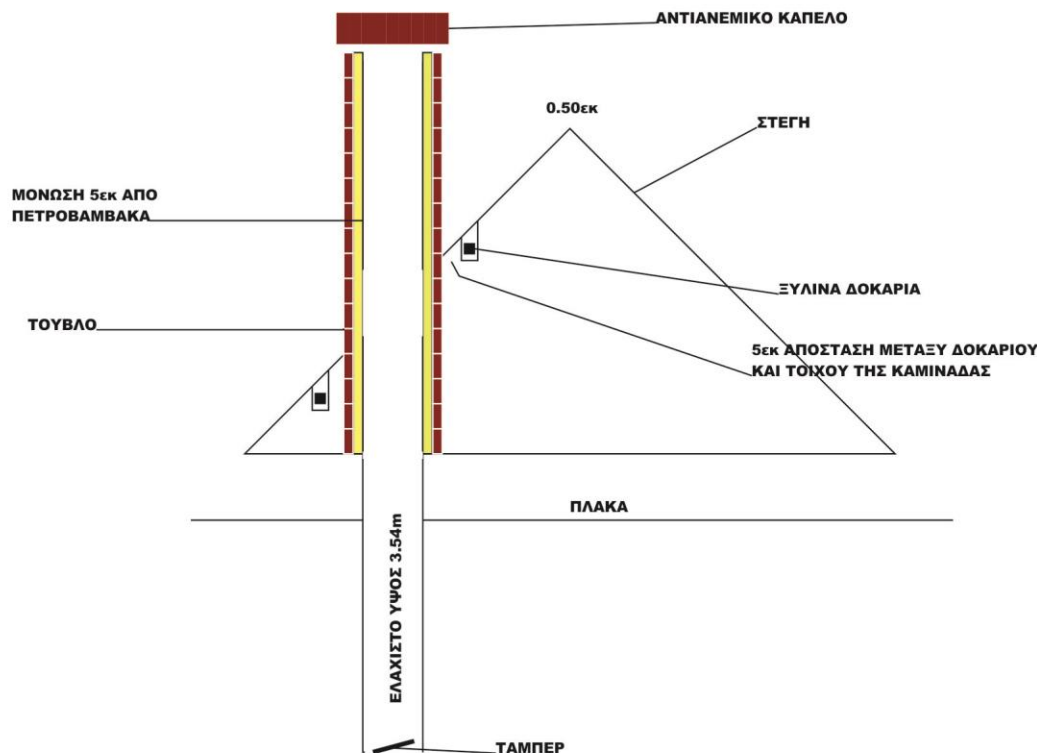 ΑΝΤΙΑΝΕΜΙΚΟ ΚΑΠΕΛΟ
0.50εκ
ΣΤΕΓΗ
ΜΟΝΩΣΗ 5εκ ΑΠΟ
ΠΕΤΡΟΒΑΜΒΑΚΑ
ΞΥΛΙΝΑ ΔΟΚΑΡΙΑ
ΤΟΥΒΛΟ
5εκ ΑΠΟΣΤΑΣΗ ΜΕΤΑΞΥ ΔΟΚΑΡΙΟΥ
ΚΑΙ ΤΟΙΧΟΥ ΤΗΣ ΚΑΜΙΝΑΔΑΣ
ΠΛΑΚΑ
ΕΛΑΧΙΣΤΟ ΥΨΟΣ 3.54m
ΤΑΜΠΕΡ